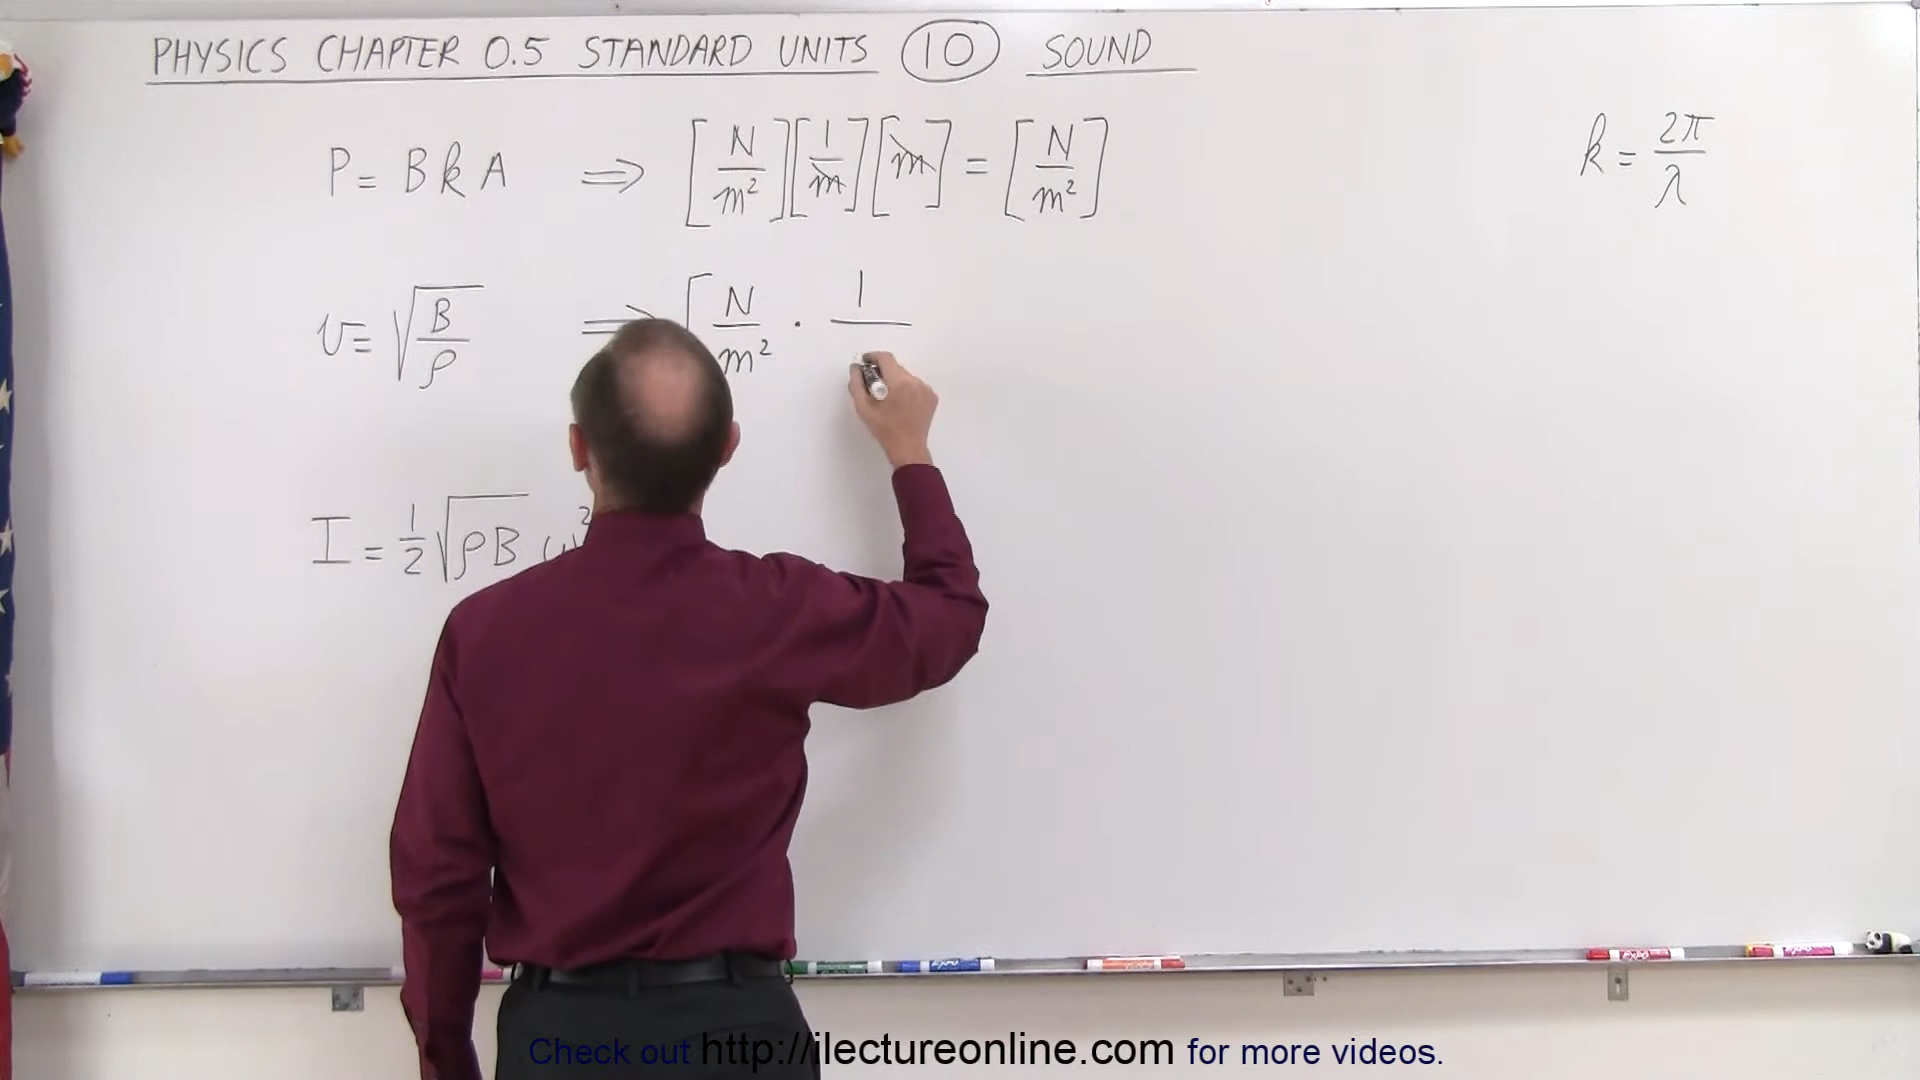 PHYSICS CHAPTER 0.5 STANDARD UNITS 10 SOUND
P = B k A ⇒ [N/m²][1/m][m] = [N/m²]
k = 2π/λ
v = √(B/ρ) ⇒ [N/m² · 1/
I = 1/2 √(ρB) ω²
Check out http://ilectureonline.com for more videos.